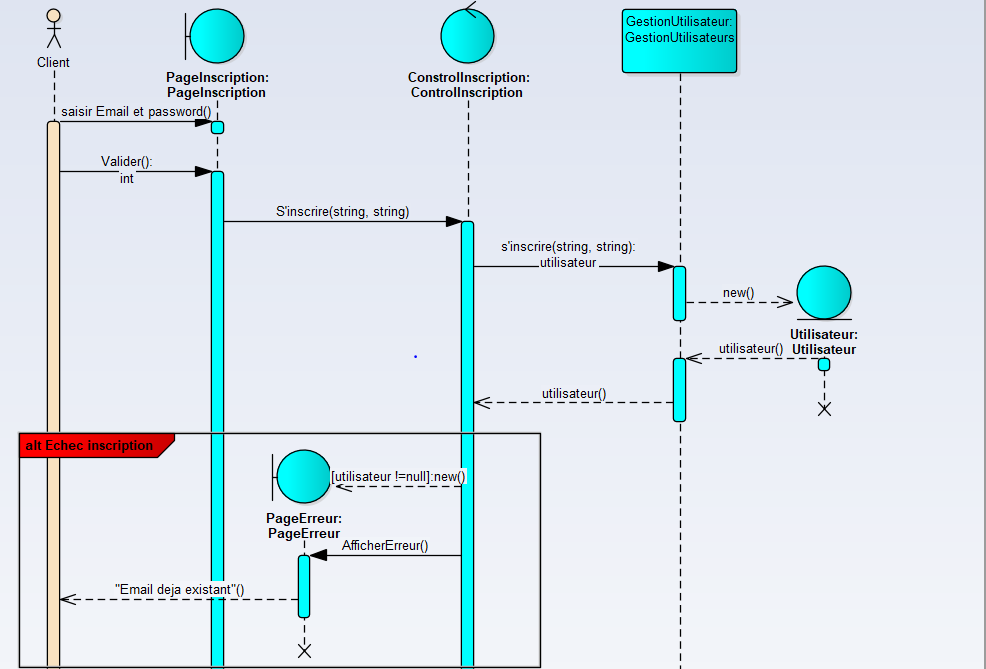 Client
PageInscription:
PageInscription
ConstrolInscription:
ControlInscription
GestionUtilisateur:
GestionUtilisateurs
saisir Email et password()
Valider():
int
S'inscrire(string, string)
s'inscrire(string, string):
utilisateur
new()
Utilisateur:
Utilisateur
utilisateur()
utilisateur()
alt Echec inscription
[utilisateur !=null]:new()
PageErreur:
PageErreur
AfficherErreur()
"Email deja existant"()